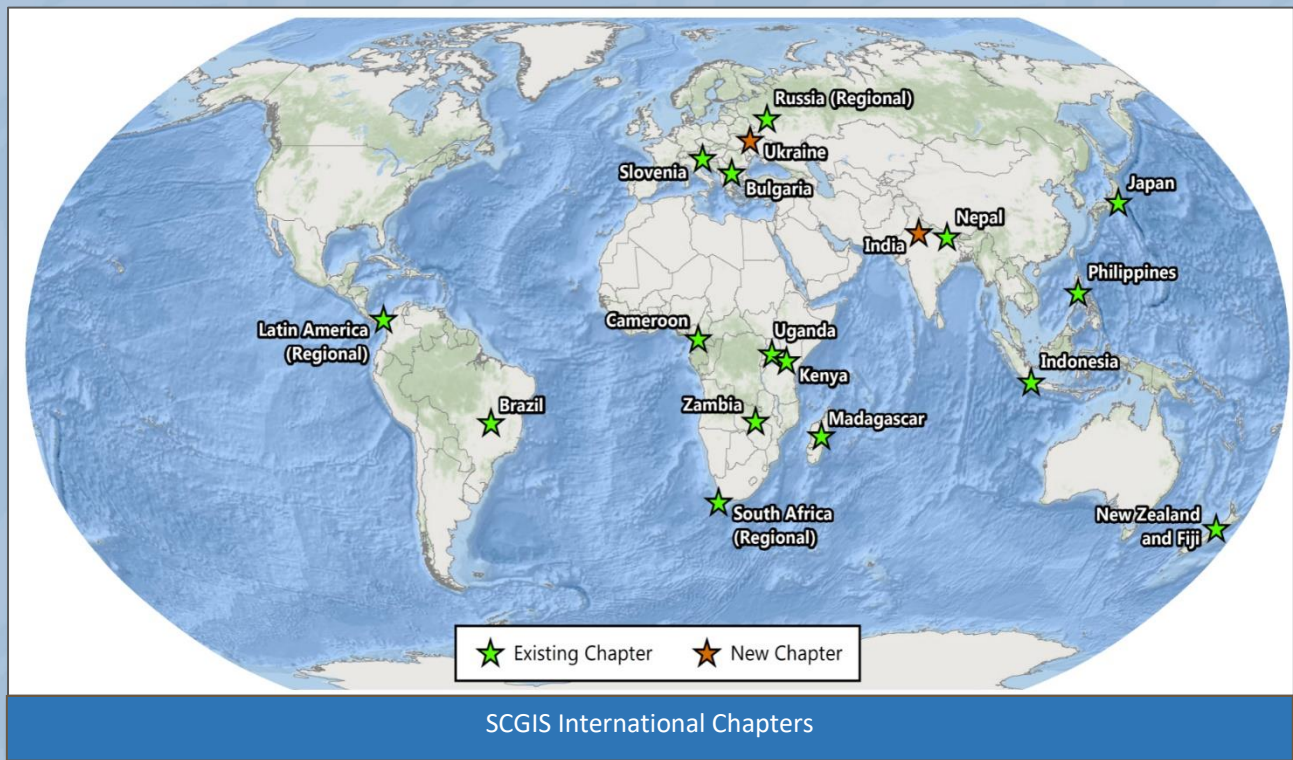 Russia (Regional)
Ukraine
Slovenia
Bulgaria
Japan
Nepal
India
Philippines
Latin America
(Regional)
Cameroon
Uganda
Kenya
Indonesia
Brazil
Zambia
Madagascar
South Africa
(Regional)
New Zealand
and Fiji
Existing Chapter
New Chapter
SCGIS International Chapters